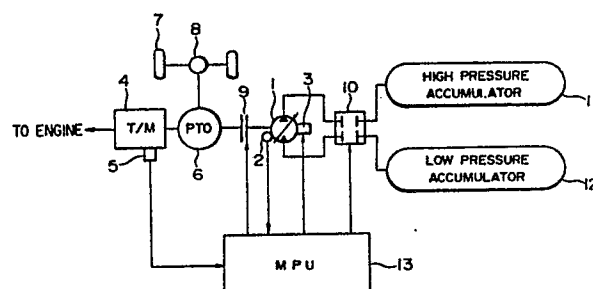 7
8
4
9
1
3
10
HIGH PRESSURE
ACCUMULATOR
1
TO ENGINE
T/M
PTO
5
6
2
LOW PRESSURE
ACCUMULATOR
12
MPU
13